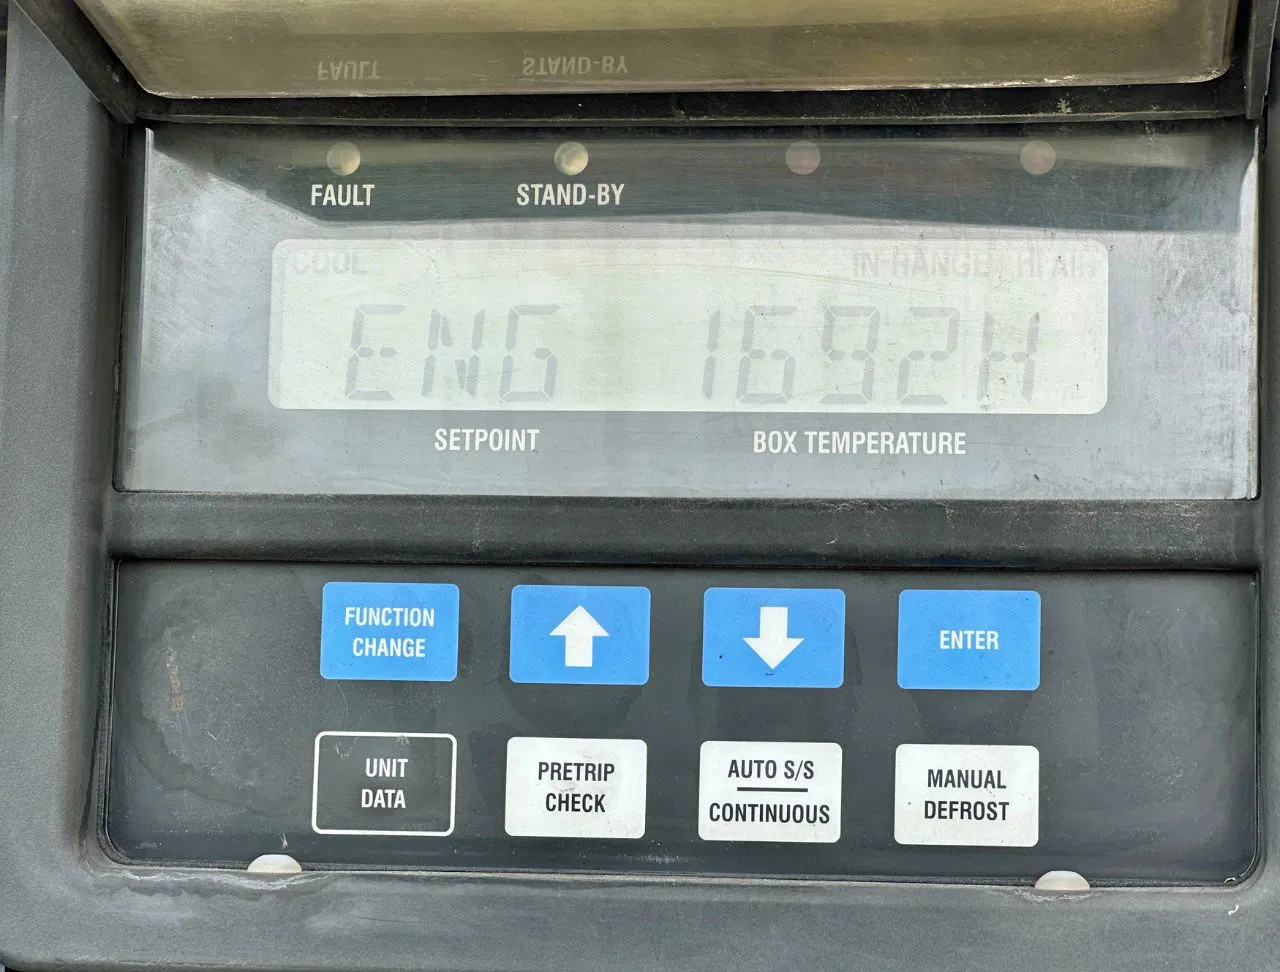 FAULT STAND-BY
FAULT STAND-BY
COOL IN-RANGE HI AIR
ENG 1692H
SETPOINT BOX TEMPERATURE
FUNCTION
CHANGE
ENTER
UNIT
DATA
PRETRIP
CHECK
AUTO S/S
CONTINUOUS
MANUAL
DEFROST